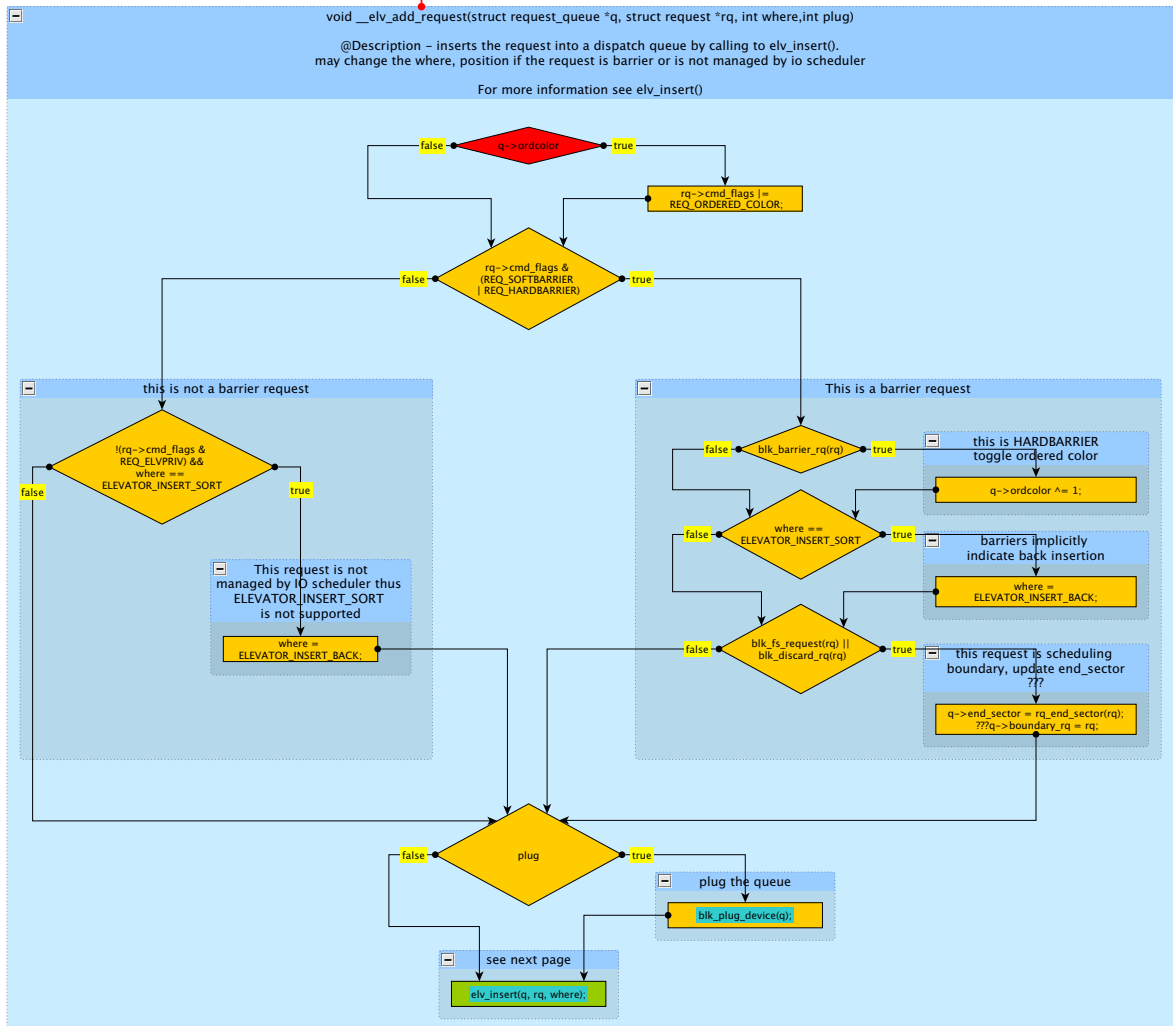 void __elv_add_request(struct request_queue *q, struct request *rq, int where,int plug)
@Description - inserts the request into a dispatch queue by calling to elv_insert().
may change the where, position if the request is barrier or is not managed by io scheduler
For more information see elv_insert()
false
q->ordcolor
true
rq->cmd_flags |=
REQ_ORDERED_COLOR;
false
rq->cmd_flags &
(REQ_SOFTBARRIER
| REQ_HARDBARRIER)
true
this is not a barrier request
!(rq->cmd_flags &
REQ_ELVPRIV) &&
where ==
ELEVATOR_INSERT_SORT
false
true
This request is not
managed by IO scheduler thus
ELEVATOR_INSERT_SORT
is not supported
where =
ELEVATOR_INSERT_BACK;
This is a barrier request
false
blk_barrier_rq(rq)
true
this is HARDBARRIER
toggle ordered color
q->ordcolor ^= 1;
false
where ==
ELEVATOR_INSERT_SORT
true
barriers implicitly
indicate back insertion
where =
ELEVATOR_INSERT_BACK;
false
blk_fs_request(rq) ||
blk_discard_rq(rq)
true
this request is scheduling
boundary, update end_sector
???
q->end_sector = rq_end_sector(rq);
???q->boundary_rq = rq;
false
plug
true
plug the queue
blk_plug_device(q);
see next page
elv_insert(q, rq, where);